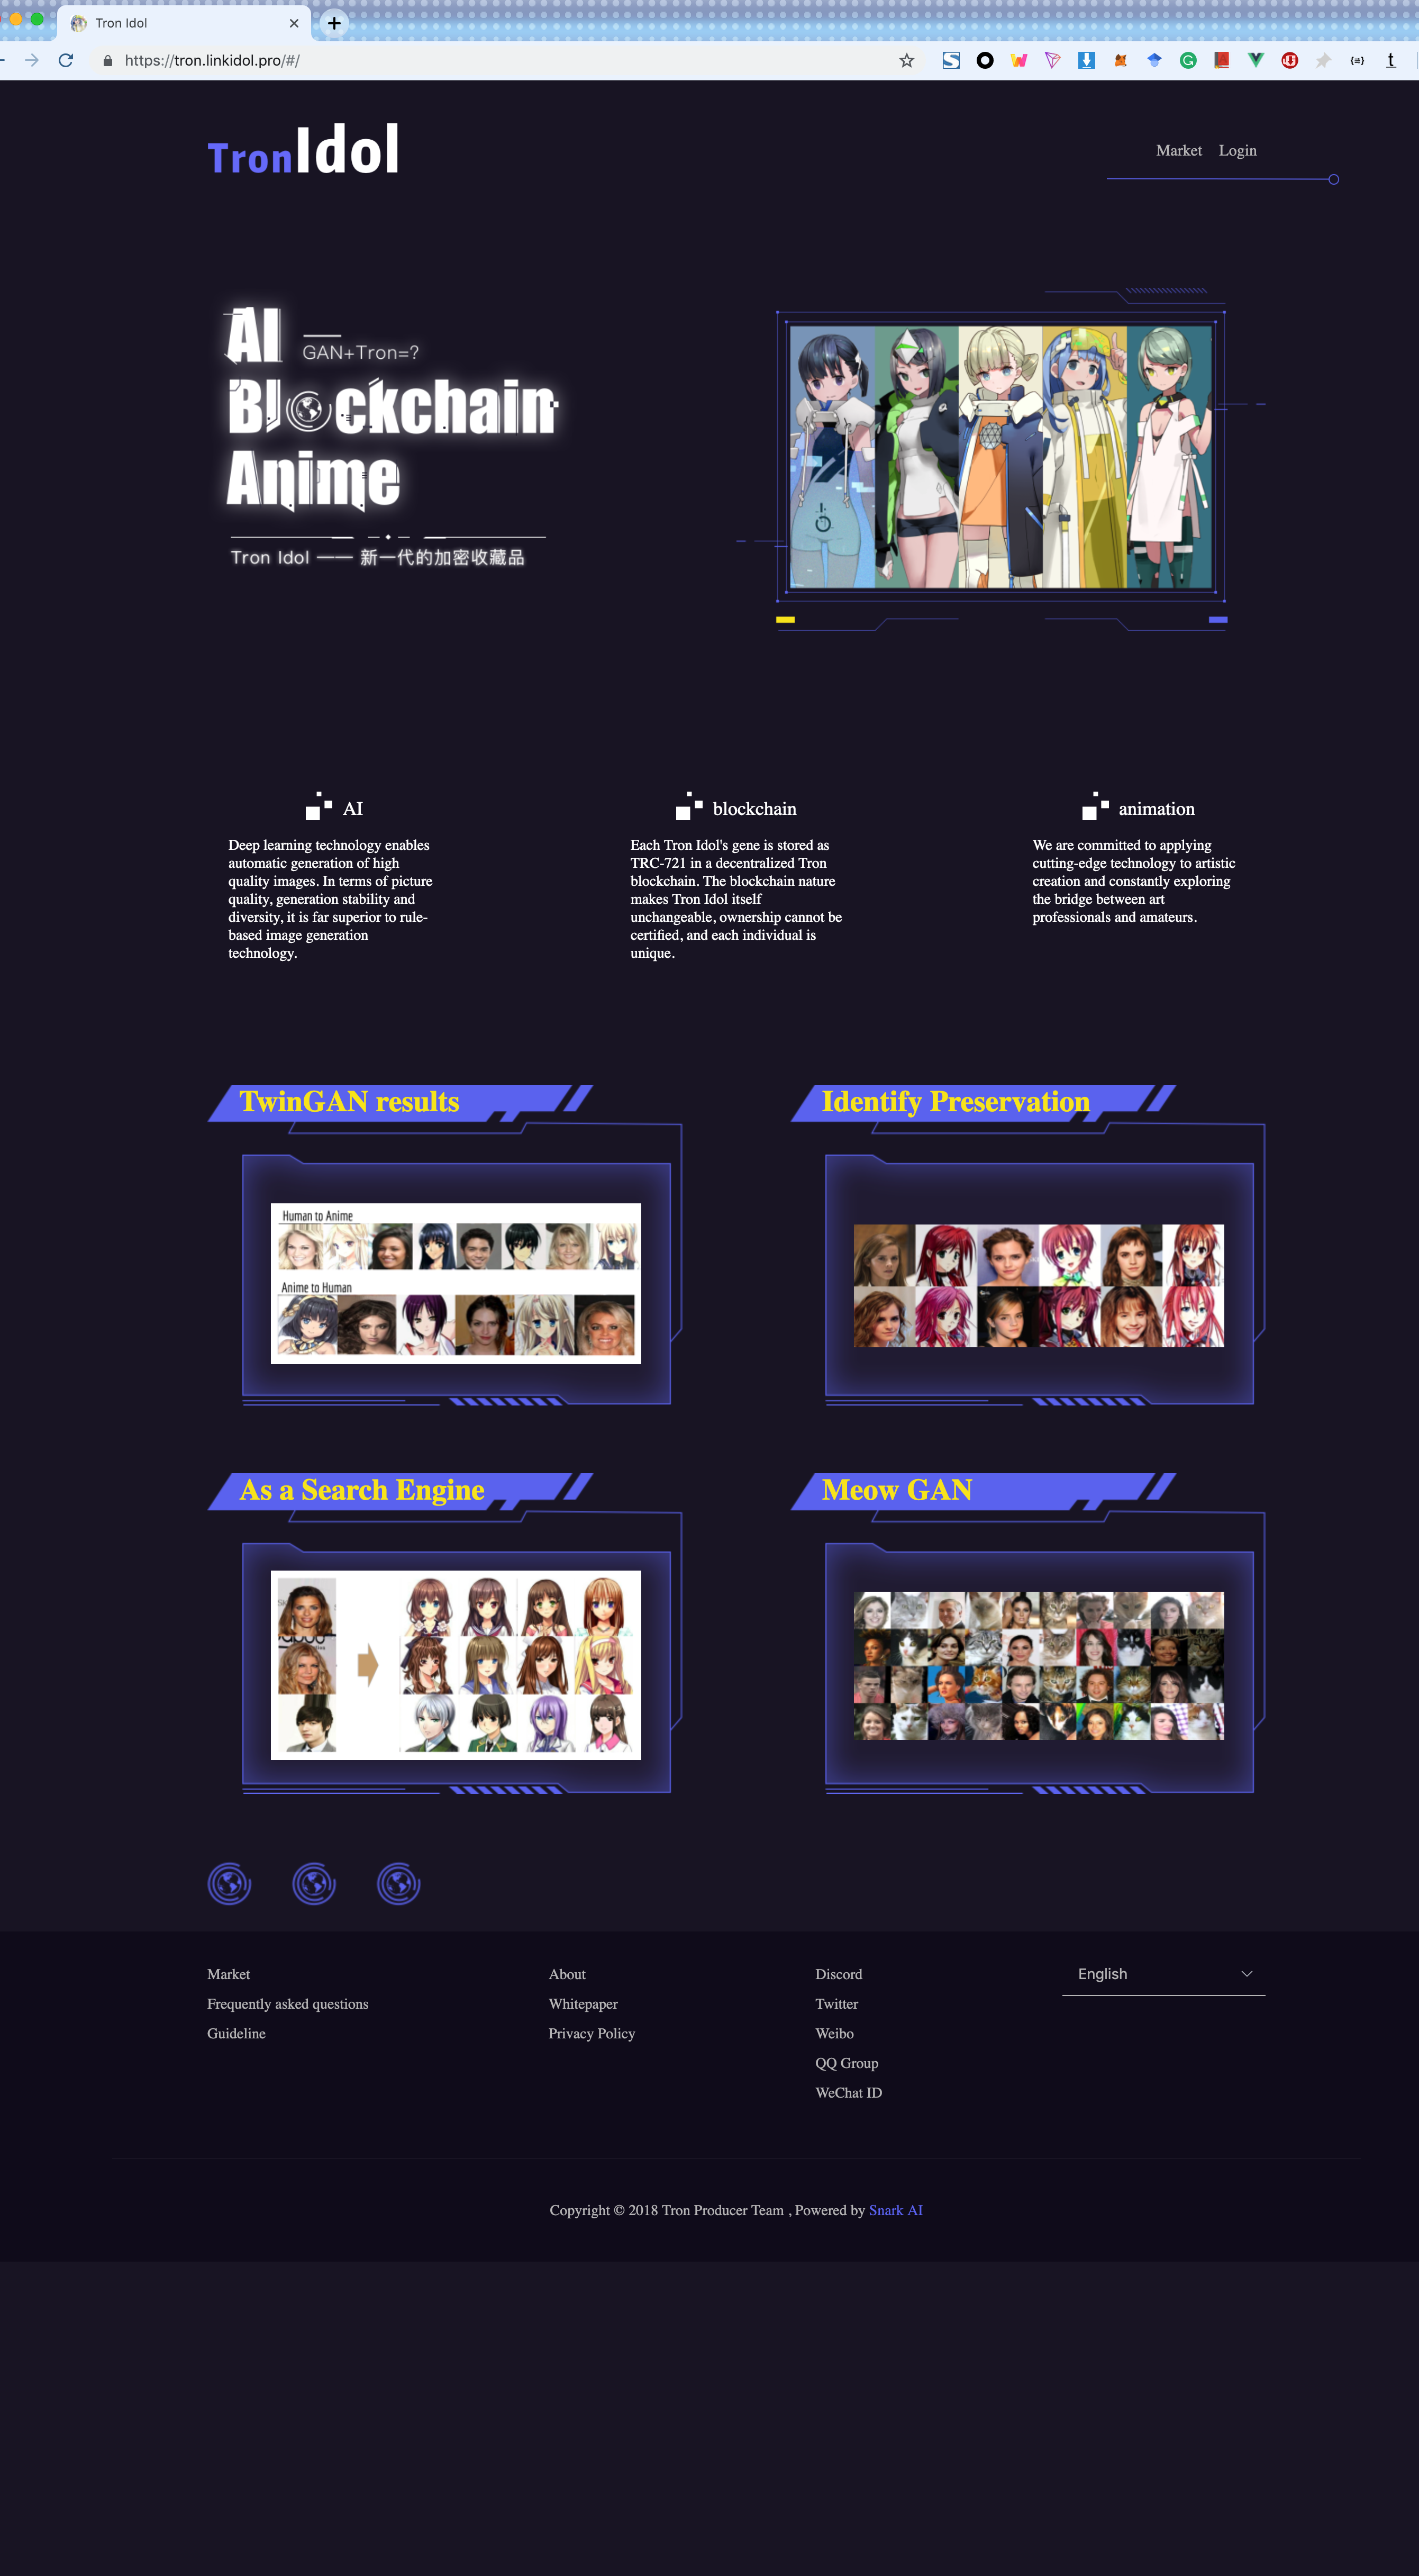 Tron Idol
https://tron.linkidol.pro/#/
TronIdol
Market Login
AI
GAN+Tron=?
Blockchain
Anime
Tron Idol —— 新一代的加密收藏品
AI
Deep learning technology enables
automatic generation of high
quality images. In terms of picture
quality, generation stability and
diversity, it is far superior to rule-
based image generation
technology.
blockchain
Each Tron Idol's gene is stored as
TRC-721 in a decentralized Tron
blockchain. The blockchain nature
makes Tron Idol itself
unchangeable, ownership cannot be
certified, and each individual is
unique.
animation
We are committed to applying
cutting-edge technology to artistic
creation and constantly exploring
the bridge between art
professionals and amateurs.
TwinGAN results
Human to Anime
Anime to Human
Identify Preservation
As a Search Engine
Meow GAN
Market
Frequently asked questions
Guideline
About
Whitepaper
Privacy Policy
Discord
Twitter
Weibo
QQ Group
WeChat ID
English
Copyright © 2018 Tron Producer Team , Powered by Snark AI